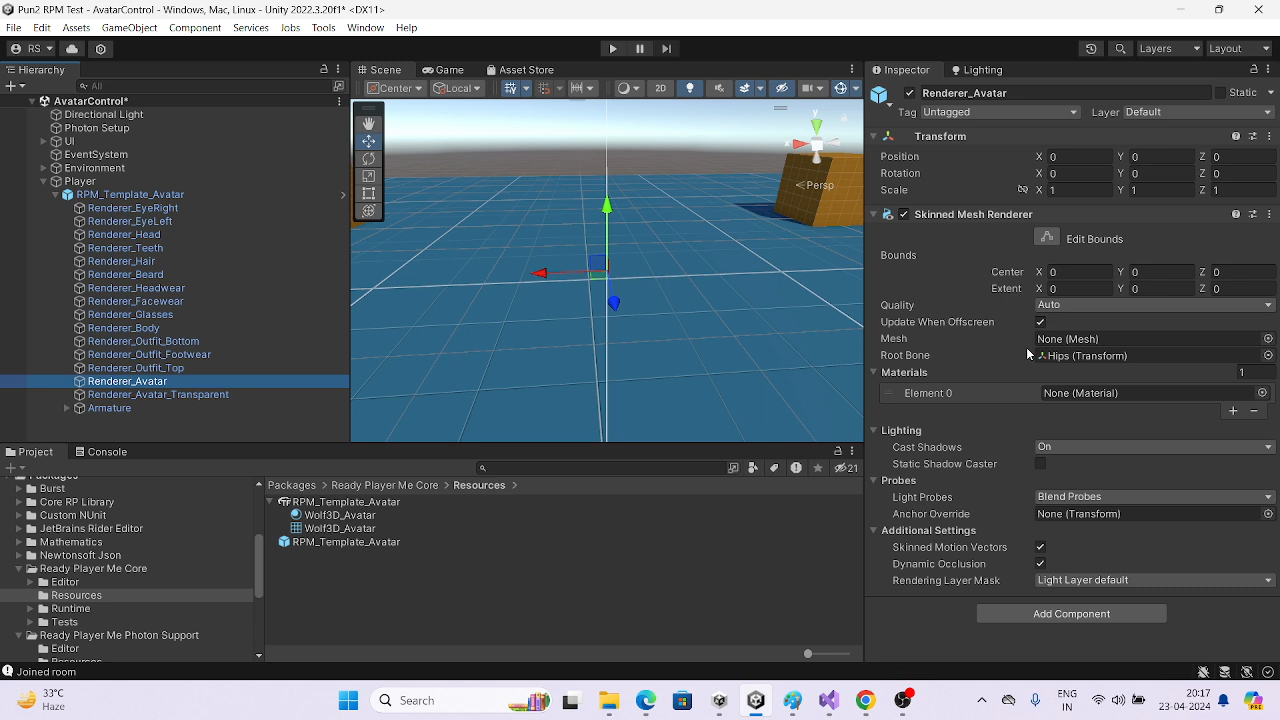 Pun2 RPM Test - AvatarControl - Windows, Mac, Linux - Unity 2022.3.20f1* <DX11>
File Edit Assets GameObject Component Services Jobs Tools Window Help
RS Layers Layout
Hierarchy
All
AvatarControl*
Directional Light
Photon Setup
UI
EventSystem
Environment
Player
RPM_Template_Avatar
Renderer_EyeRight
Renderer_EyeLeft
Renderer_Head
Renderer_Teeth
Renderer_Hair
Renderer_Beard
Renderer_Headwear
Renderer_Facewear
Renderer_Glasses
Renderer_Body
Renderer_Outfit_Bottom
Renderer_Outfit_Footwear
Renderer_Outfit_Top
Renderer_Avatar
Renderer_Avatar_Transparent
Armature
Scene Game Asset Store
Center Local 2D
y
x
Persp
Inspector Lighting
Renderer_Avatar Static
Tag Untagged Layer Default
Transform
Position X 0 Y 0 Z 0
Rotation X 0 Y 0 Z 0
Scale X 1 Y 1 Z 1
Skinned Mesh Renderer
Edit Bounds
Bounds
Center X 0 Y 0 Z 0
Extent X 0 Y 0 Z 0
Quality Auto
Update When Offscreen
Mesh None (Mesh)
Root Bone Hips (Transform)
Materials 1
Element 0 None (Material)
Lighting
Cast Shadows On
Static Shadow Caster
Probes
Light Probes Blend Probes
Anchor Override None (Transform)
Additional Settings
Skinned Motion Vectors
Dynamic Occlusion
Rendering Layer Mask Light Layer default
Add Component
Project Console
21
Burst
Core RP Library
Custom NUnit
JetBrains Rider Editor
Mathematics
Newtonsoft Json
Ready Player Me Core
Editor
Resources
Runtime
Tests
Ready Player Me Photon Support
Editor
Packages > Ready Player Me Core > Resources >
RPM_Template_Avatar
Wolf3D_Avatar
Wolf3D_Avatar
RPM_Template_Avatar
Joined room
33°C
Haze
Search
ENG
IN
20:17
23-04-2024